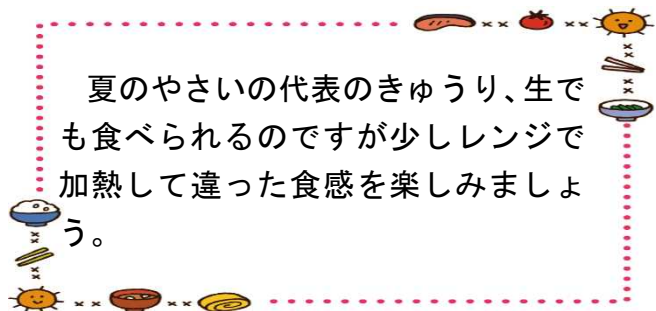 夏のやさいの代表のきゅうり、生で
も食べられるのですが少しレンジで
加熱して違った食感を楽しみましょ
う。